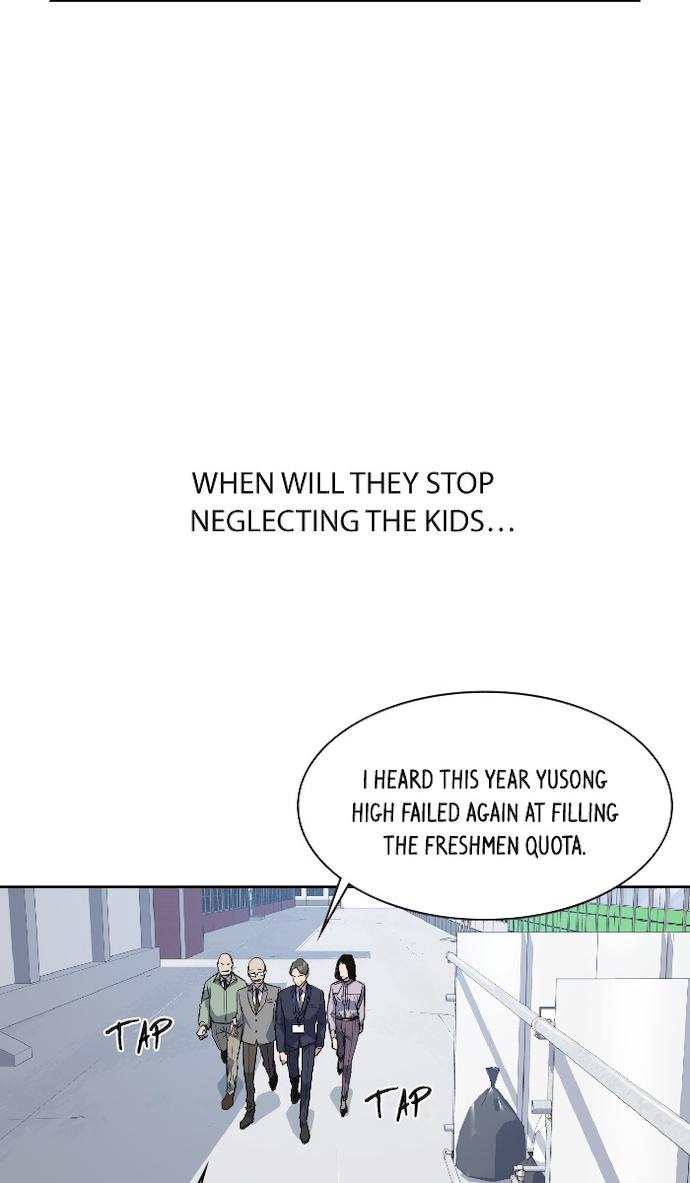 WHEN WILL THEY STOP
NEGLECTING THE KIDS...
I HEARD THIS YEAR YUSONG
HIGH FAILED AGAIN AT FILLING
THE FRESHMEN QUOTA.
TAP
TAP